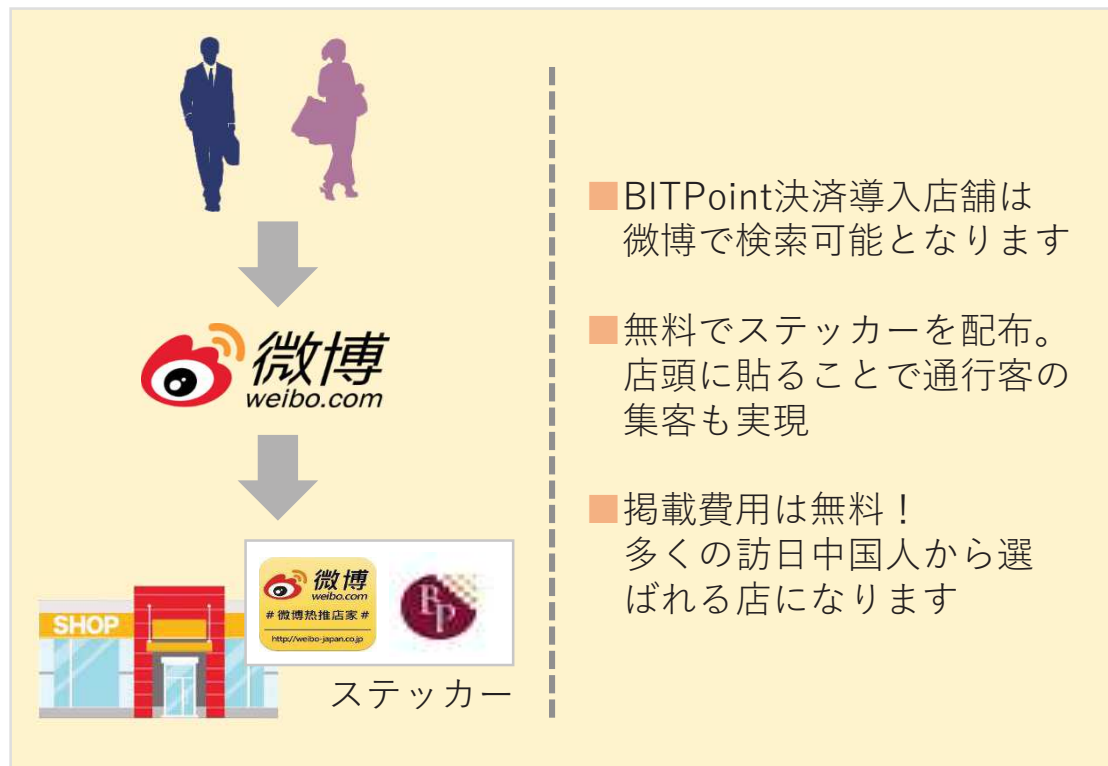 微博
weibo.com
SHOP
微博
weibo.com
#微博热推店家#
http://weibo-japan.co.jp
BP
ステッカー
■BITPoint決済導入店舗は
微博で検索可能となります
■無料でステッカーを配布。
店頭に貼ることで通行客の
集客も実現
■掲載費用は無料！
多くの訪日中国人から選
ばれる店になります